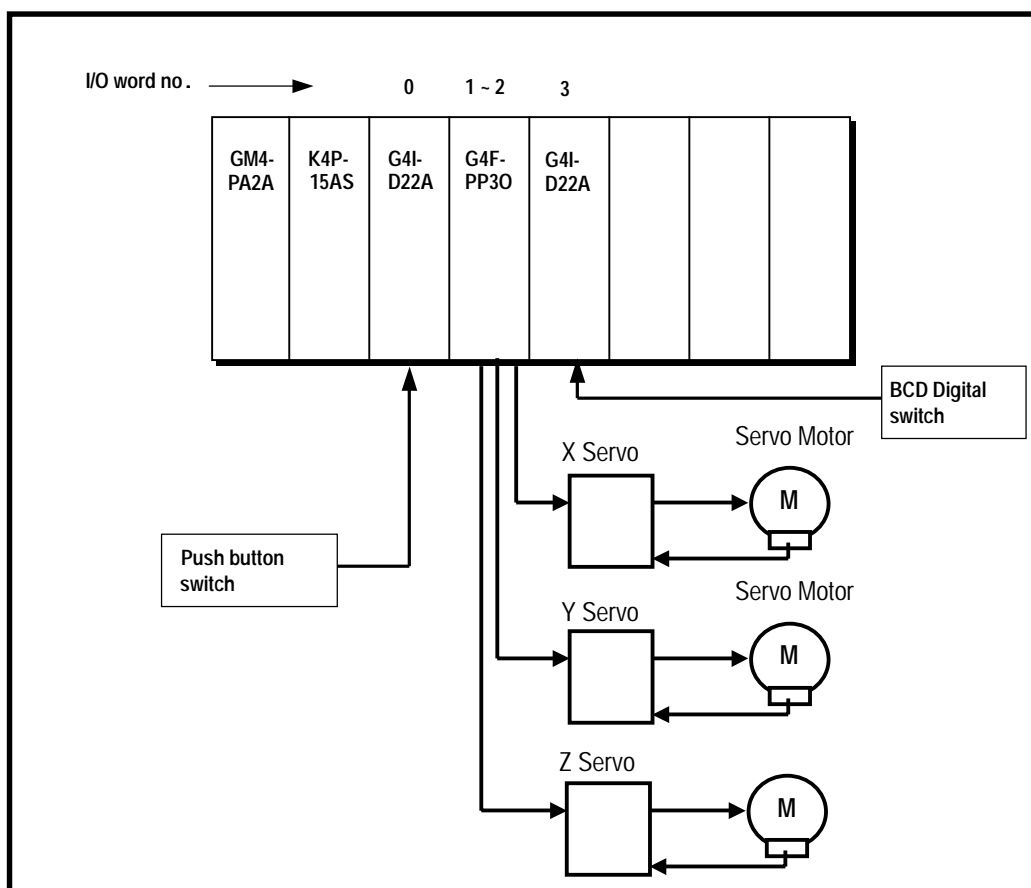 I/O word no.
0 1 ~ 2 3
GM4-
PA2A
K4P-
15AS
G4I-
D22A
G4F-
PP3O
G4I-
D22A
BCD Digital
switch
Servo Motor
X Servo
M
Push button
switch
Servo Motor
Y Servo
M
Z Servo
M